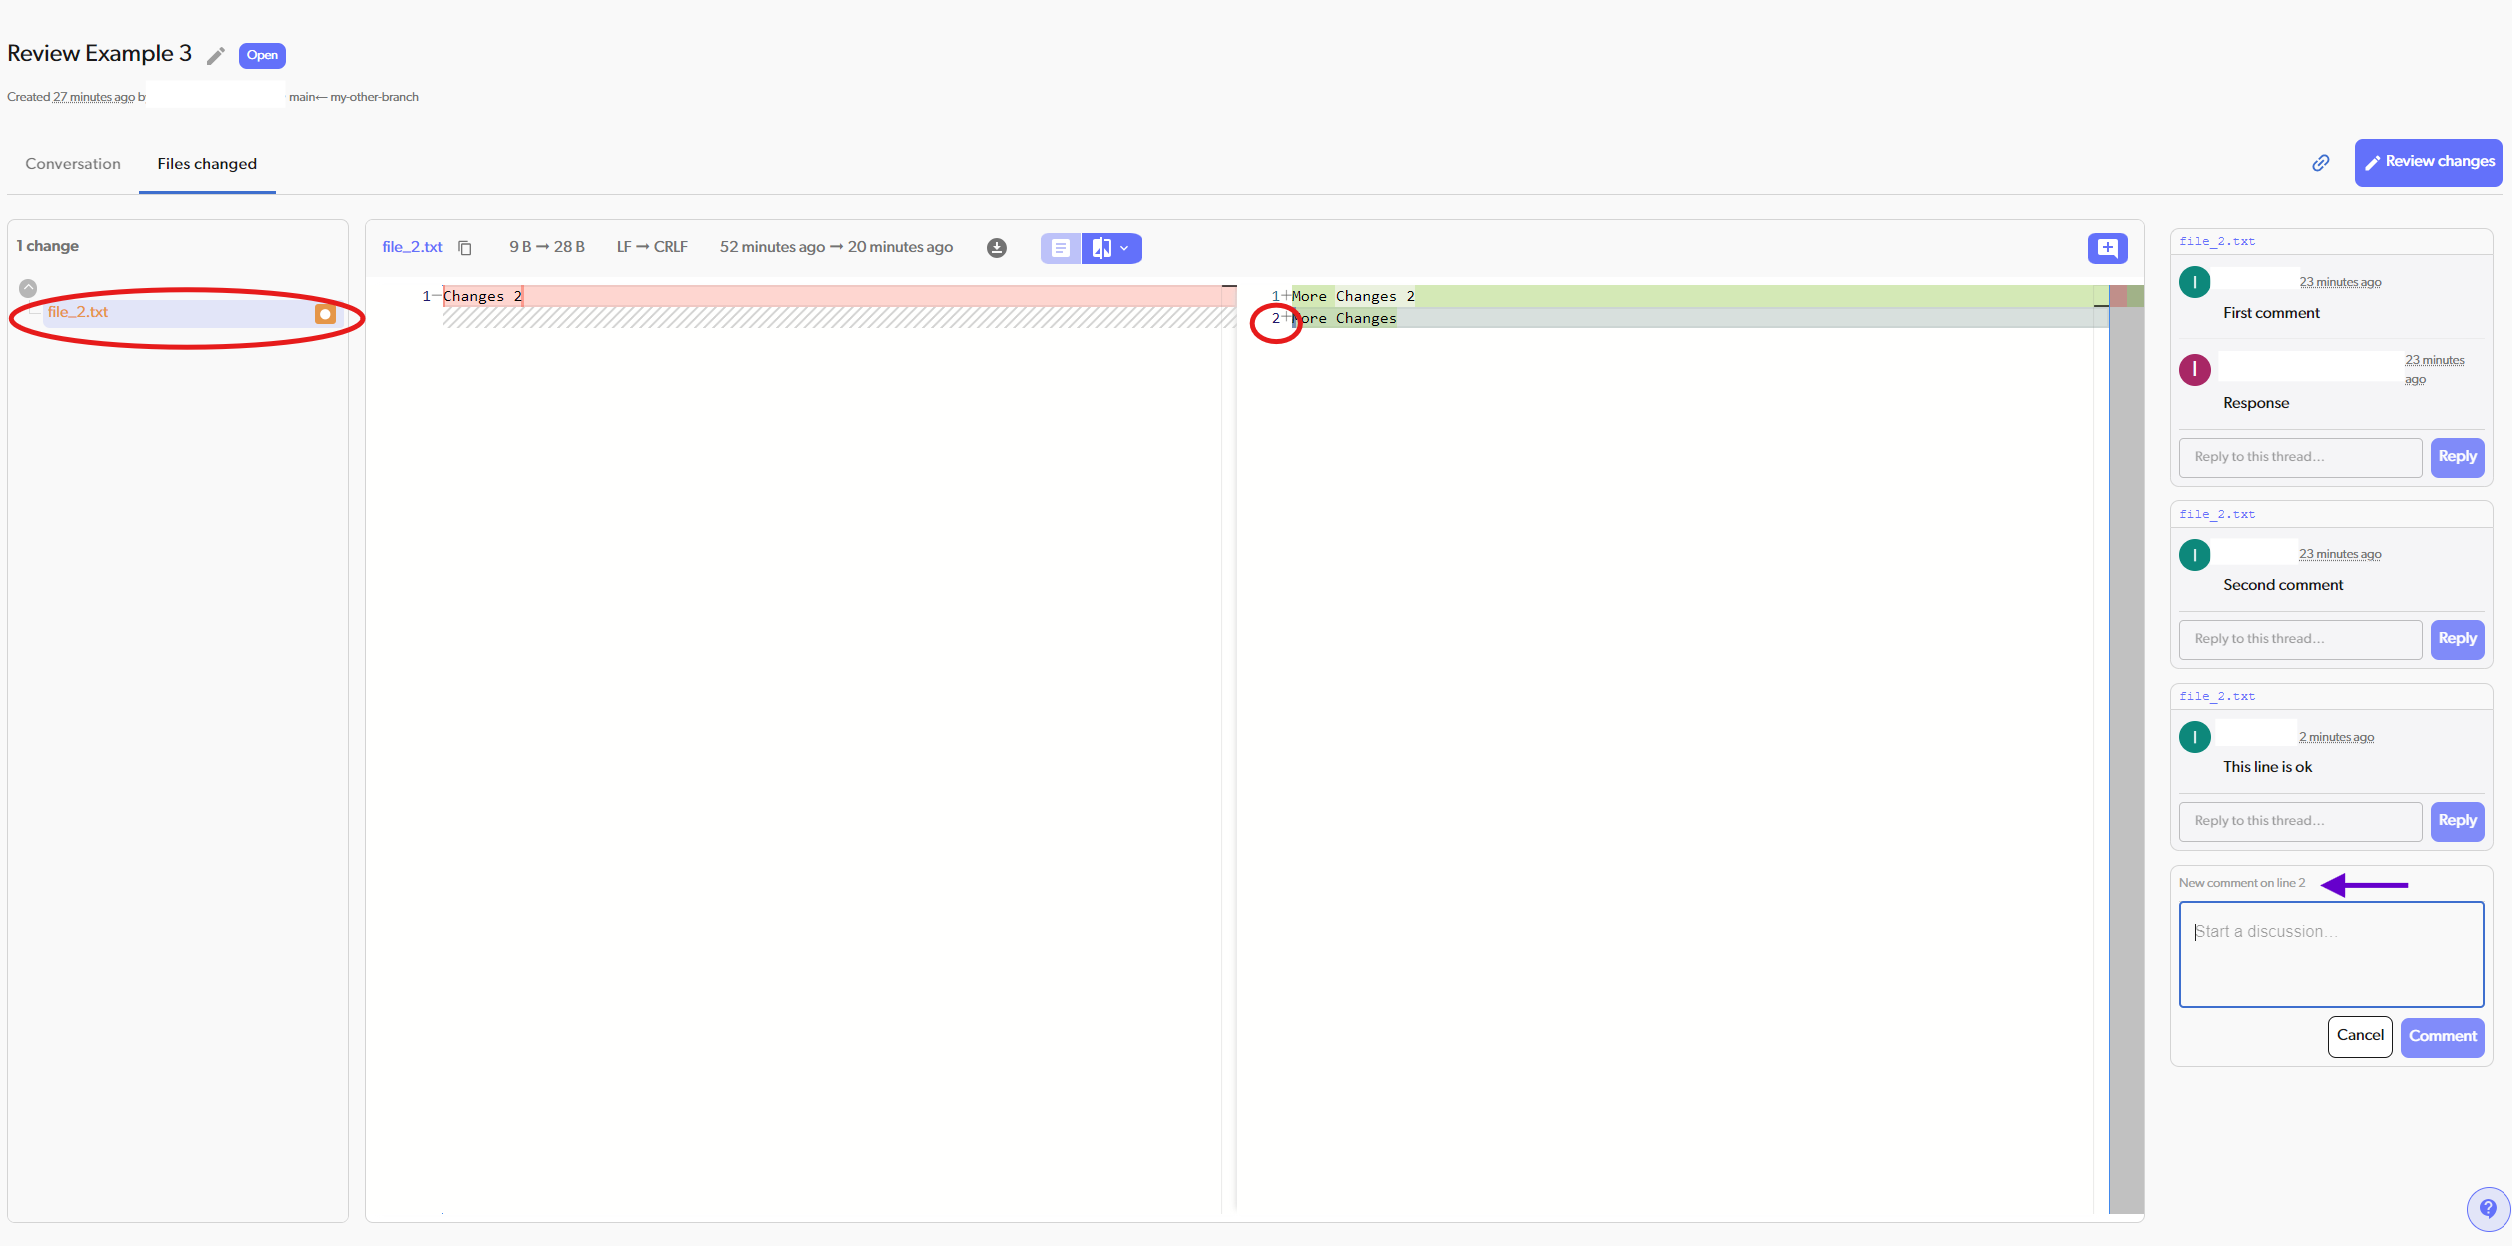 Review Example 3 Open
Created 27 minutes ago b main← my-other-branch
Conversation Files changed Review changes
1 change
file_2.txt
file_2.txt 9 B → 28 B LF → CRLF 52 minutes ago → 20 minutes ago
1 − Changes 2
1 + More Changes 2
2 + More Changes
file_2.txt
I 23 minutes ago
First comment
I 23 minutes
ago
Response
Reply to this thread... Reply
file_2.txt
I 23 minutes ago
Second comment
Reply to this thread... Reply
file_2.txt
I 2 minutes ago
This line is ok
Reply to this thread... Reply
New comment on line 2
Start a discussion...
Cancel Comment
?